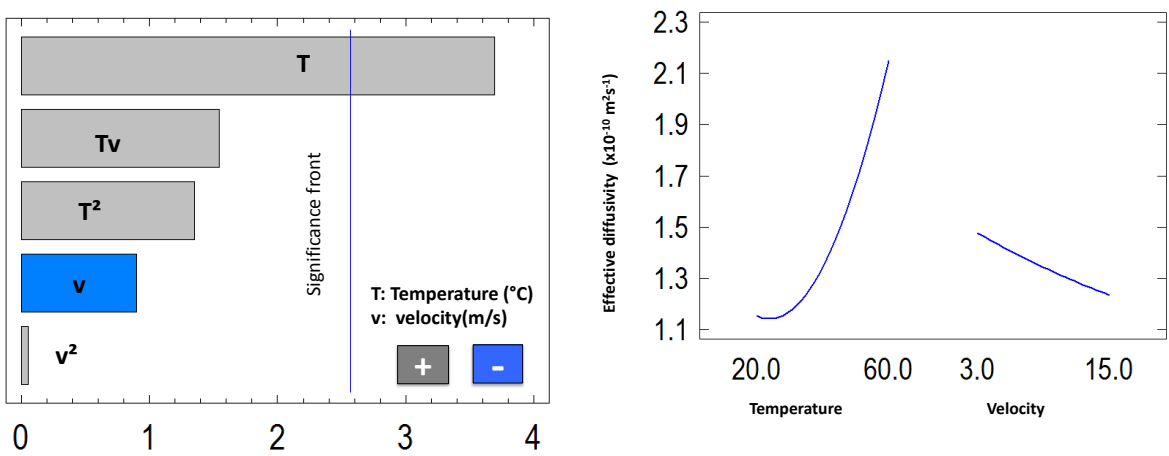 T
Tv
T²
v
v²
Significance front
T: Temperature (°C)
v: velocity(m/s)
+ -
0 1 2 3 4
Effective diffusivity (x10⁻¹⁰ m²s⁻¹)
2.3
2.1
1.9
1.7
1.5
1.3
1.1
20.0 60.0 3.0 15.0
Temperature Velocity